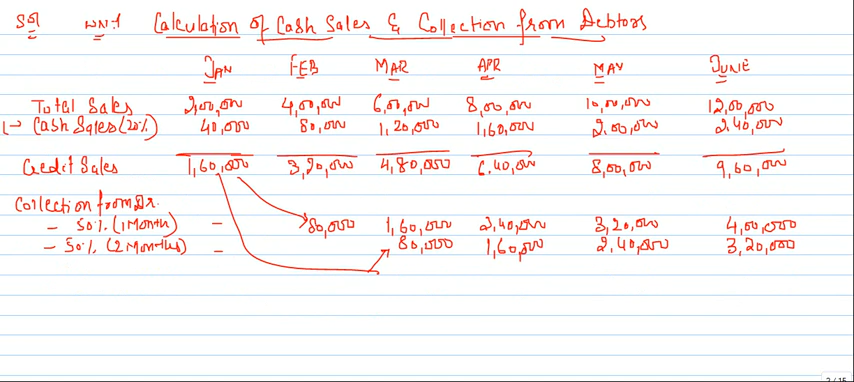 Sol WN.1 Calculation of Cash Sales & Collection from Debtors
JAN FEB MAR APR MAY JUNE
Total Sales 2,00,000 4,00,000 6,00,000 8,00,000 10,00,000 12,00,000
(-) Cash Sales (20%) 40,000 80,000 1,20,000 1,60,000 2,00,000 2,40,000
Credit Sales 1,60,000 3,20,000 4,80,000 6,40,000 8,00,000 9,60,000
Collection from Dr.
- 50% (1 Month) - 80,000 1,60,000 2,40,000 3,20,000 4,00,000
- 50% (2 Months) - 80,000 1,60,000 2,40,000 3,20,000
2 / 15